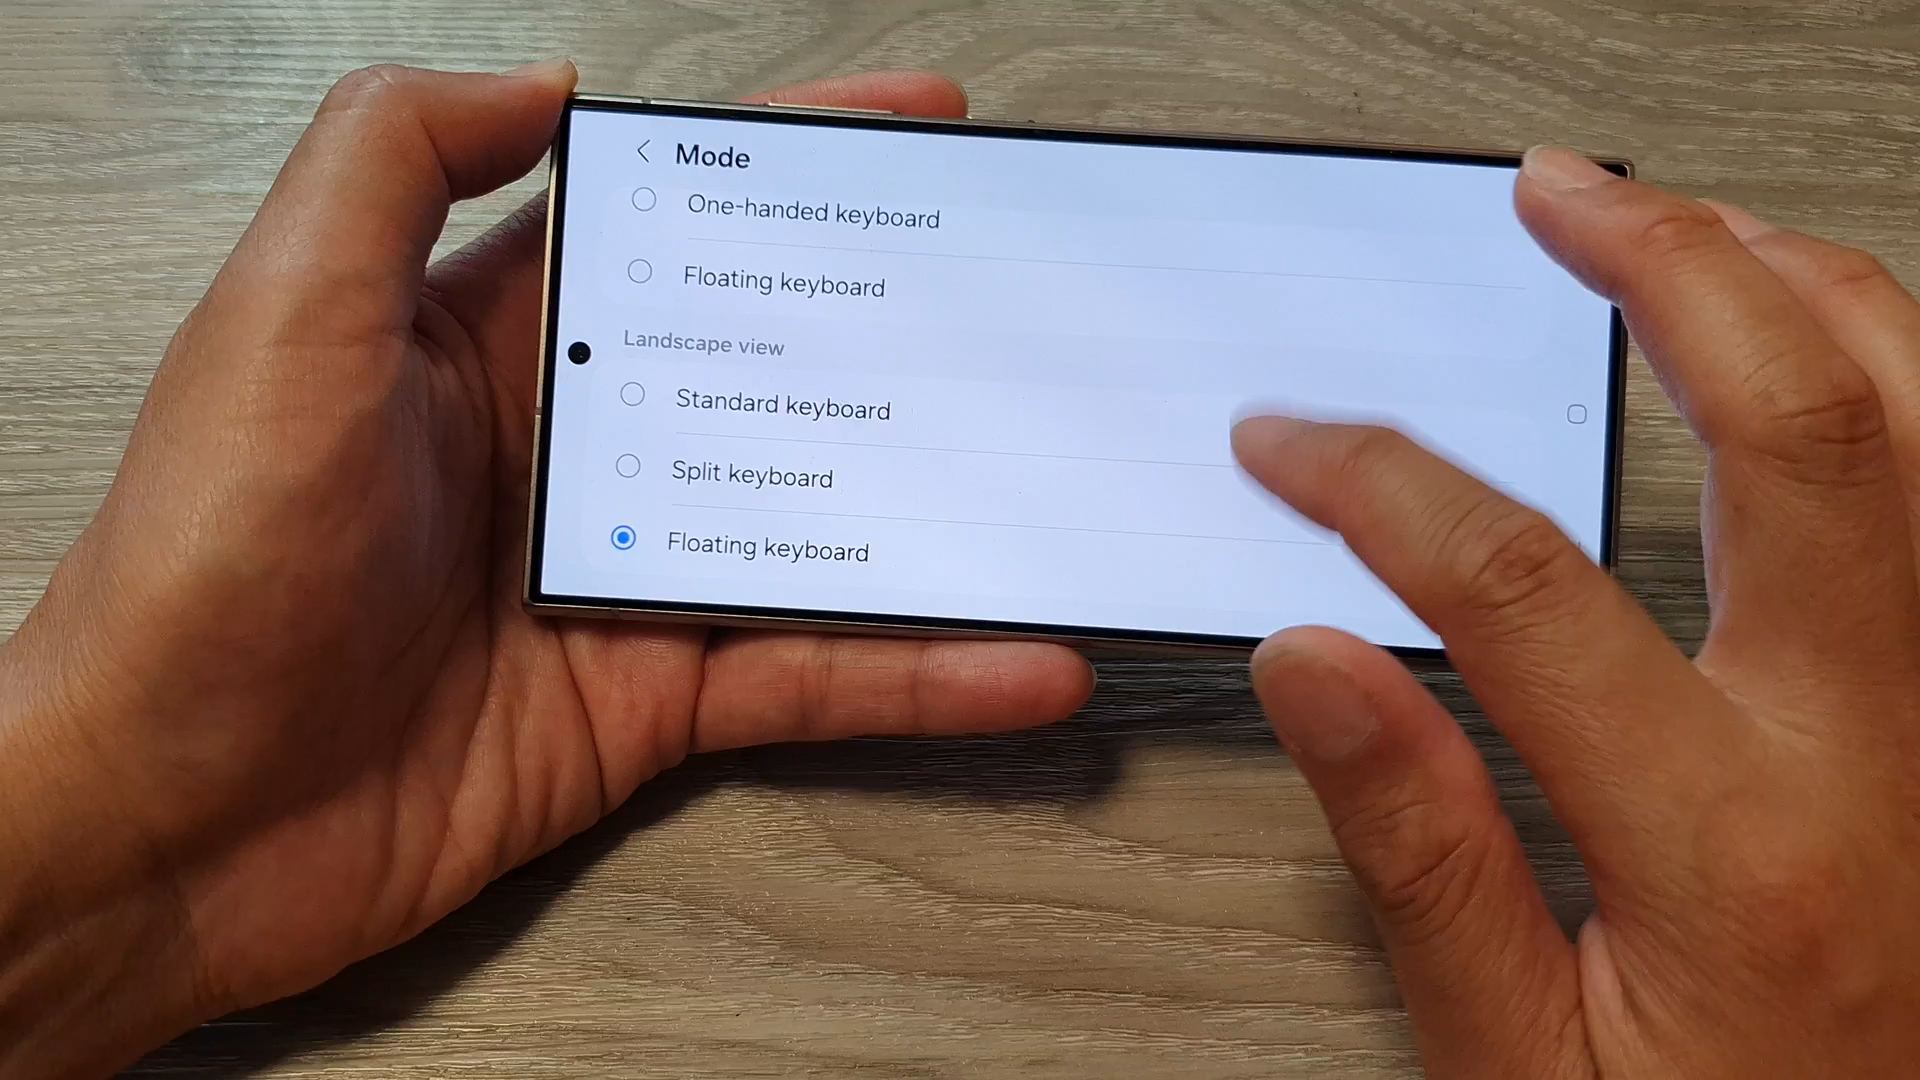 Mode
One-handed keyboard
Floating keyboard
Landscape view
Standard keyboard
Split keyboard
Floating keyboard